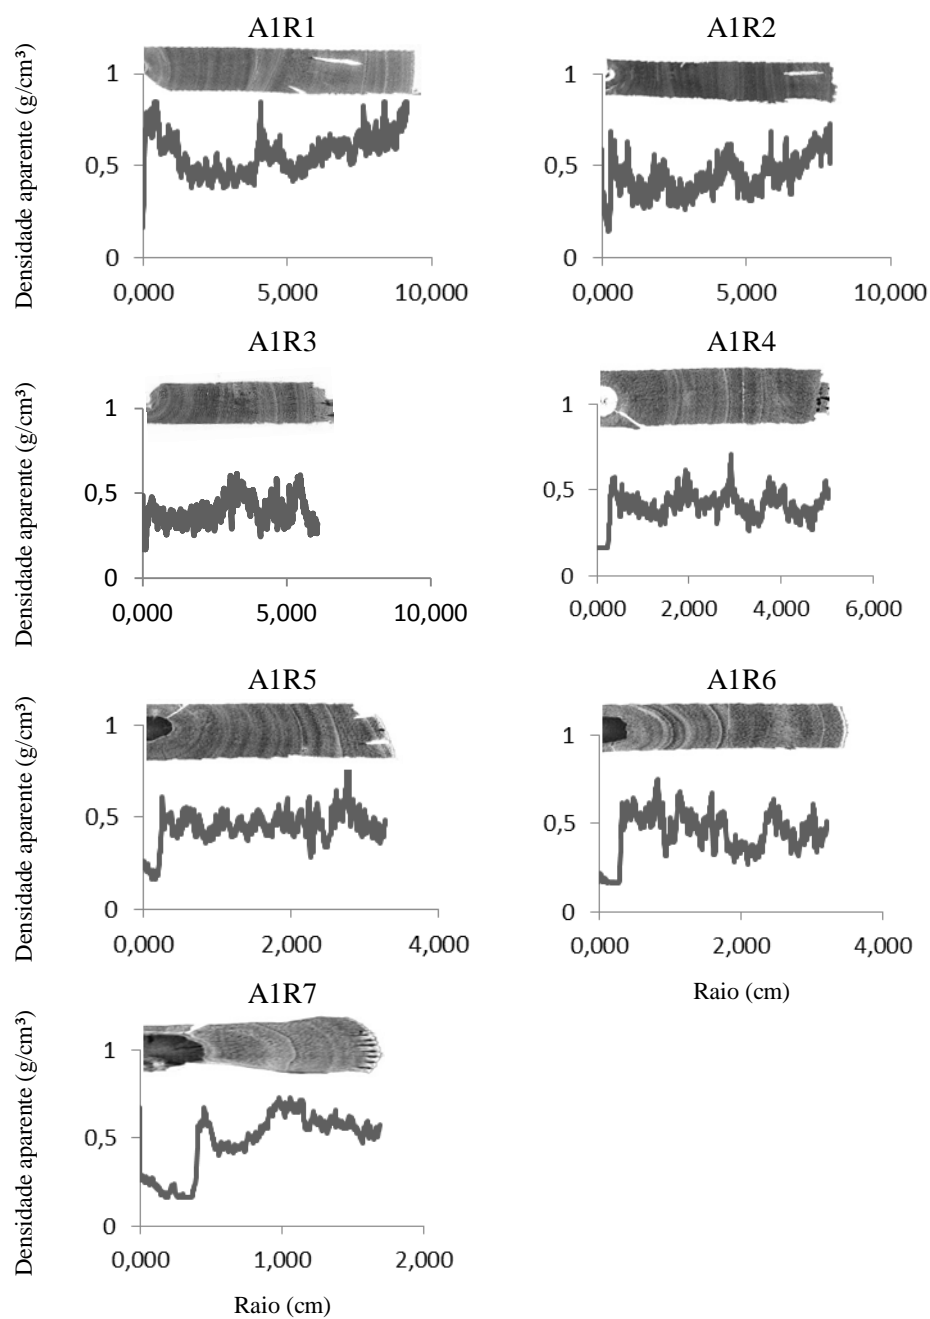 A1R1
A1R2
Densidade aparente (g/cm³)
1
0,5
0
0,000 5,000 10,000
1
0,5
0
0,000 5,000 10,000
A1R3
A1R4
Densidade aparente (g/cm³)
1
0,5
0
0,000 5,000 10,000
1
0,5
0
0,000 2,000 4,000 6,000
A1R5
A1R6
Densidade aparente (g/cm³)
1
0,5
0
0,000 2,000 4,000
1
0,5
0
0,000 2,000 4,000
Raio (cm)
A1R7
Densidade aparente (g/cm³)
1
0,5
0
0,000 1,000 2,000
Raio (cm)